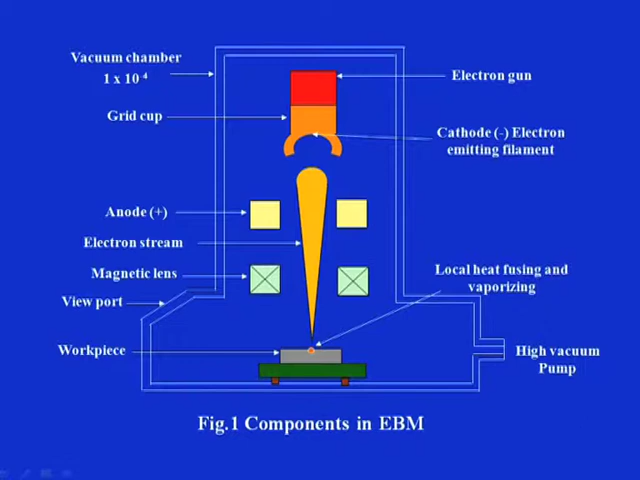 Vacuum chamber
1 x 10-4
Electron gun
Grid cup
Cathode (-) Electron
emitting filament
Anode (+)
Electron stream
Magnetic lens
Local heat fusing and
vaporizing
View port
Workpiece
High vacuum
Pump
Fig.1 Components in EBM